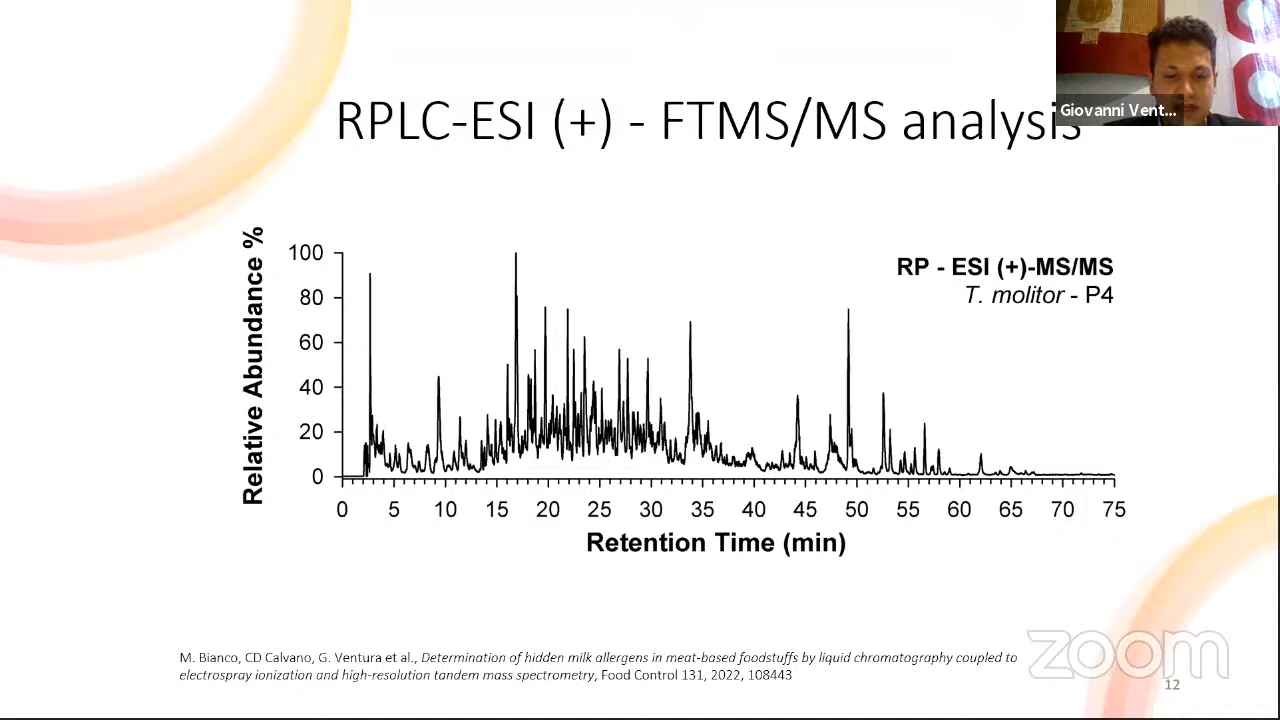 Giovanni Vent...
RPLC-ESI (+) - FTMS/MS analysis
Relative Abundance %
100
80
60
40
20
0
RP - ESI (+)-MS/MS
T. molitor - P4
0 5 10 15 20 25 30 35 40 45 50 55 60 65 70 75
Retention Time (min)
M. Bianco, CD Calvano, G. Ventura et al., Determination of hidden milk allergens in meat-based foodstuffs by liquid chromatography coupled to
electrospray ionization and high-resolution tandem mass spectrometry, Food Control 131, 2022, 108443
zoom
12